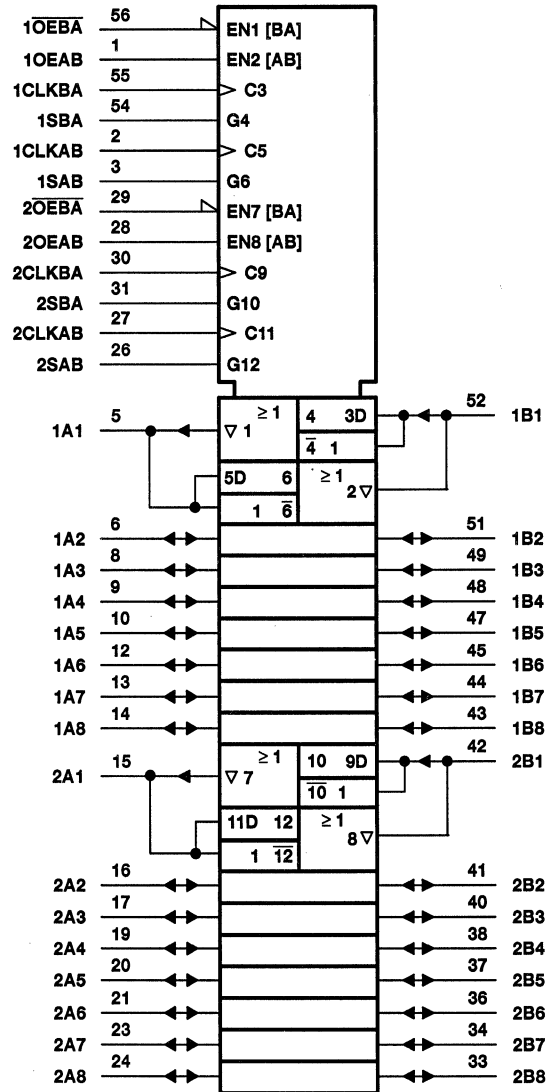 1O̅E̅B̅A̅ 56 EN1 [BA]
1OEAB 1 EN2 [AB]
1CLKBA 55 C3
1SBA 54 G4
1CLKAB 2 C5
1SAB 3 G6
2O̅E̅B̅A̅ 29 EN7 [BA]
2OEAB 28 EN8 [AB]
2CLKBA 30 C9
2SBA 31 G10
2CLKAB 27 C11
2SAB 26 G12
1A1 5 ≥ 1 ▽ 1 4 3D 52 1B1
4̅ 1
5D 6 ≥ 1 2 ▽
1 6̅
1A2 6 51 1B2
1A3 8 49 1B3
1A4 9 48 1B4
1A5 10 47 1B5
1A6 12 45 1B6
1A7 13 44 1B7
1A8 14 43 1B8
2A1 15 ≥ 1 ▽ 7 10 9D 42 2B1
1̅0̅ 1
11D 12 ≥ 1 8 ▽
1 1̅2̅
2A2 16 41 2B2
2A3 17 40 2B3
2A4 19 38 2B4
2A5 20 37 2B5
2A6 21 36 2B6
2A7 23 34 2B7
2A8 24 33 2B8